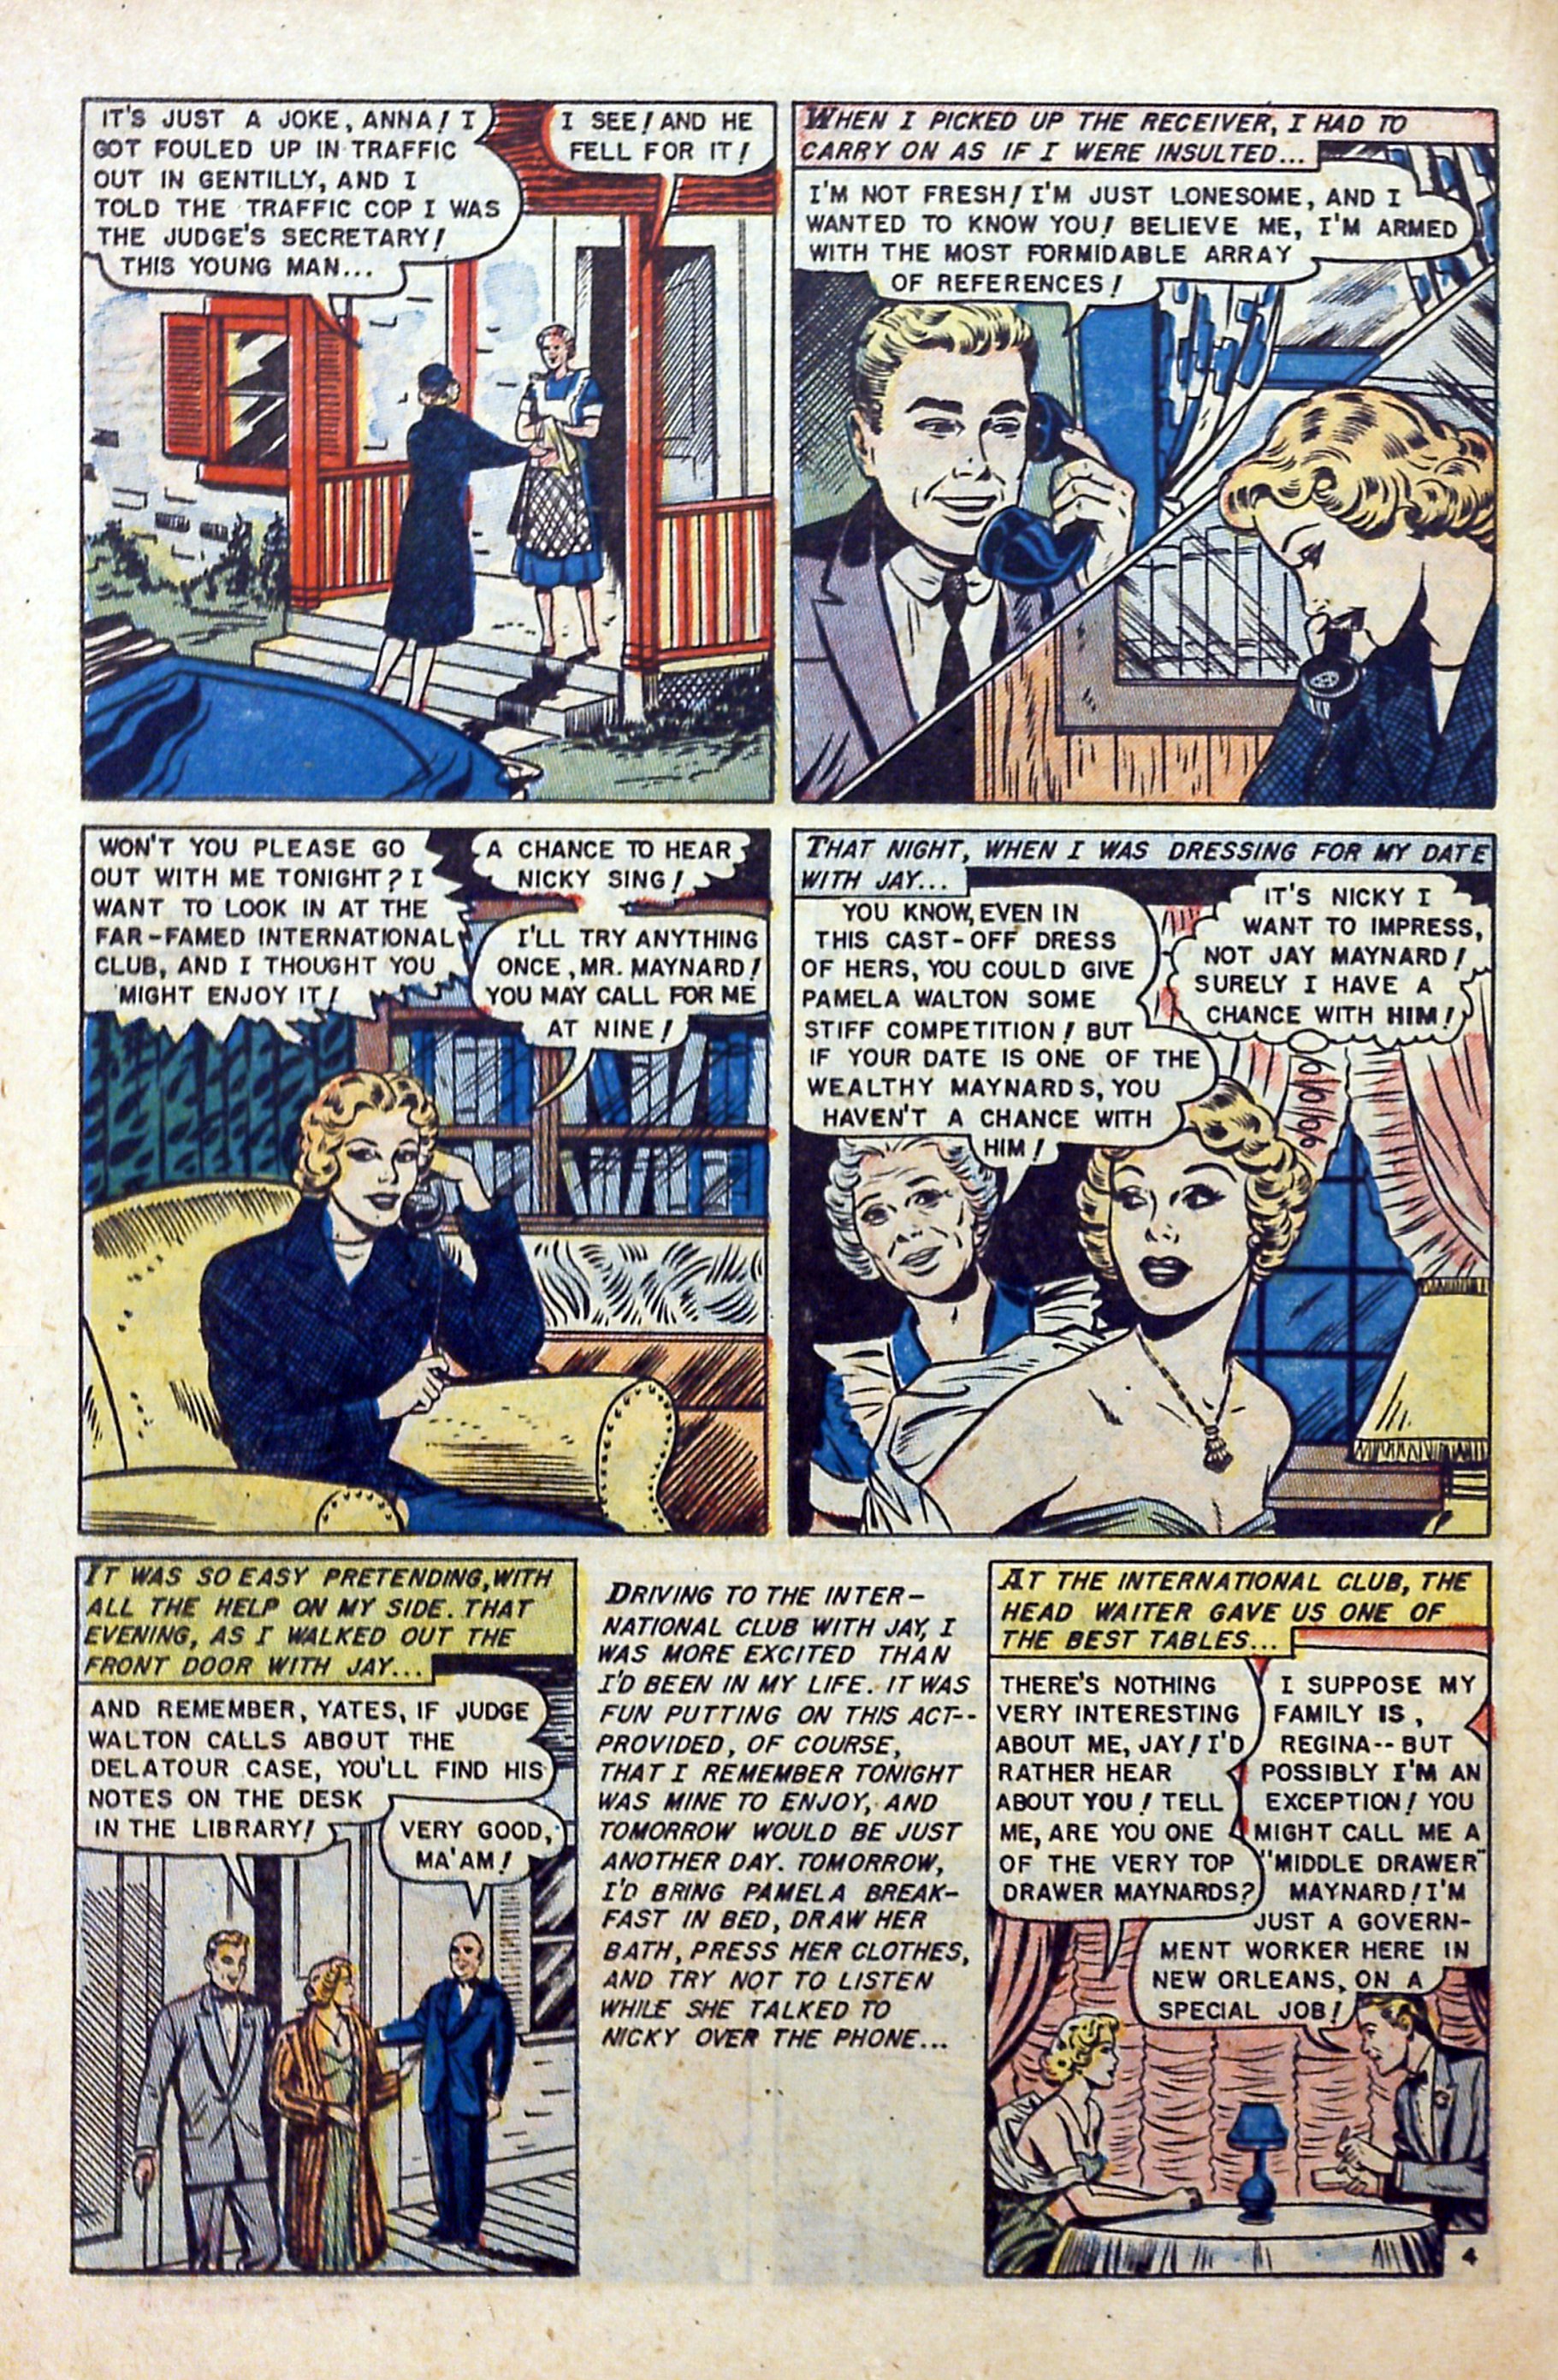 IT'S JUST A JOKE, ANNA! I
GOT FOULED UP IN TRAFFIC
OUT IN GENTILLY, AND I
TOLD THE TRAFFIC COP I WAS
THE JUDGE'S SECRETARY!
THIS YOUNG MAN...
I SEE! AND HE
FELL FOR IT!
WHEN I PICKED UP THE RECEIVER, I HAD TO
CARRY ON AS IF I WERE INSULTED...
I'M NOT FRESH! I'M JUST LONESOME, AND I
WANTED TO KNOW YOU! BELIEVE ME, I'M ARMED
WITH THE MOST FORMIDABLE ARRAY
OF REFERENCES!
WON'T YOU PLEASE GO
OUT WITH ME TONIGHT? I
WANT TO LOOK IN AT THE
FAR-FAMED INTERNATIONAL
CLUB, AND I THOUGHT YOU
MIGHT ENJOY IT!
A CHANCE TO HEAR
NICKY SING!
I'LL TRY ANYTHING
ONCE, MR. MAYNARD!
YOU MAY CALL FOR ME
AT NINE!
THAT NIGHT, WHEN I WAS DRESSING FOR MY DATE
WITH JAY...
YOU KNOW, EVEN IN
THIS CAST-OFF DRESS
OF HERS, YOU COULD GIVE
PAMELA WALTON SOME
STIFF COMPETITION! BUT
IF YOUR DATE IS ONE OF THE
WEALTHY MAYNARDS, YOU
HAVEN'T A CHANCE WITH
HIM!
IT'S NICKY I
WANT TO IMPRESS,
NOT JAY MAYNARD!
SURELY I HAVE A
CHANCE WITH HIM!
IT WAS SO EASY PRETENDING, WITH
ALL THE HELP ON MY SIDE. THAT
EVENING, AS I WALKED OUT THE
FRONT DOOR WITH JAY...
AND REMEMBER, YATES, IF JUDGE
WALTON CALLS ABOUT THE
DELATOUR CASE, YOU'LL FIND HIS
NOTES ON THE DESK
IN THE LIBRARY!
VERY GOOD,
MA'AM!
DRIVING TO THE INTER-
NATIONAL CLUB WITH JAY, I
WAS MORE EXCITED THAN
I'D BEEN IN MY LIFE. IT WAS
FUN PUTTING ON THIS ACT--
PROVIDED, OF COURSE,
THAT I REMEMBER TONIGHT
WAS MINE TO ENJOY, AND
TOMORROW WOULD BE JUST
ANOTHER DAY. TOMORROW,
I'D BRING PAMELA BREAK-
FAST IN BED, DRAW HER
BATH, PRESS HER CLOTHES,
AND TRY NOT TO LISTEN
WHILE SHE TALKED TO
NICKY OVER THE PHONE...
AT THE INTERNATIONAL CLUB, THE
HEAD WAITER GAVE US ONE OF
THE BEST TABLES...
THERE'S NOTHING
VERY INTERESTING
ABOUT ME, JAY! I'D
RATHER HEAR
ABOUT YOU! TELL
ME, ARE YOU ONE
OF THE VERY TOP
DRAWER MAYNARDS?
I SUPPOSE MY
FAMILY IS,
REGINA-- BUT
POSSIBLY I'M AN
EXCEPTION! YOU
MIGHT CALL ME A
"MIDDLE DRAWER"
MAYNARD! I'M
JUST A GOVERN-
MENT WORKER HERE IN
NEW ORLEANS, ON A
SPECIAL JOB!
4